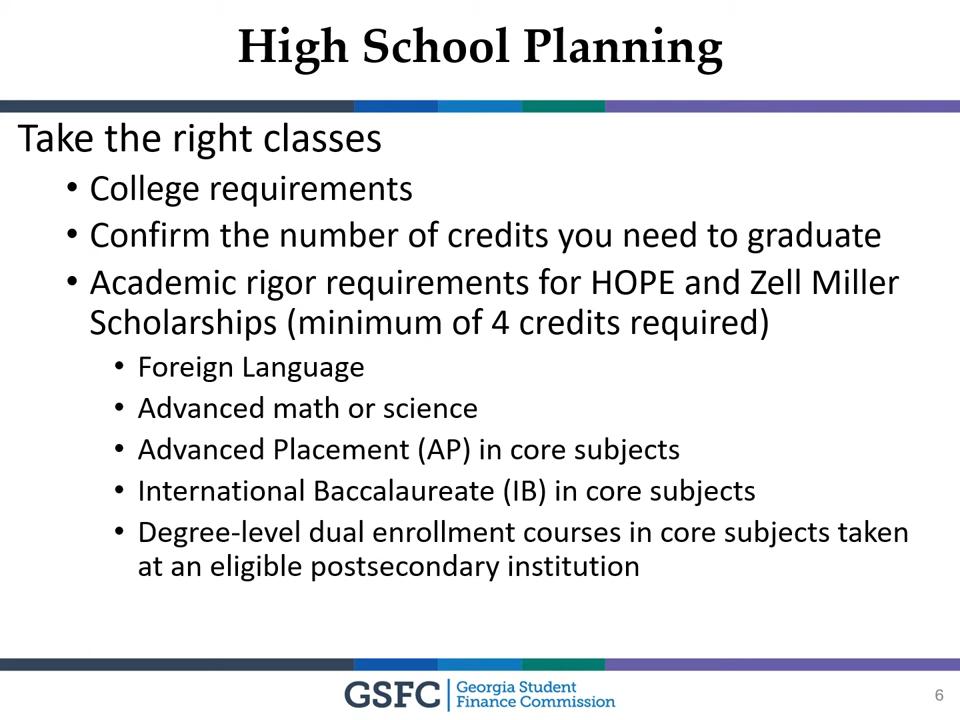 High School Planning
Take the right classes
• College requirements
• Confirm the number of credits you need to graduate
• Academic rigor requirements for HOPE and Zell Miller
Scholarships (minimum of 4 credits required)
• Foreign Language
• Advanced math or science
• Advanced Placement (AP) in core subjects
• International Baccalaureate (IB) in core subjects
• Degree-level dual enrollment courses in core subjects taken
at an eligible postsecondary institution
GSFC
Georgia Student
Finance Commission
6